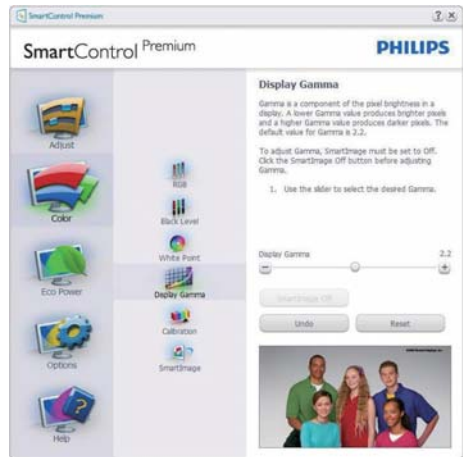 SmartControl Premium
SmartControl Premium
PHILIPS
Adjust
Color
Eco Power
Options
Help
RGB
Black Level
White Point
Display Gamma
Calibration
SmartImage
Display Gamma
Gamma is a component of the pixel brightness in a
display. A lower Gamma value produces brighter pixels
and a higher Gamma value produces darker pixels. The
default value for Gamma is 2.2.
To adjust Gamma, SmartImage must be set to Off.
Click the SmartImage Off button before adjusting
Gamma.
1. Use the slider to select the desired Gamma.
Display Gamma 2.2
SmartImage Off
Undo Reset